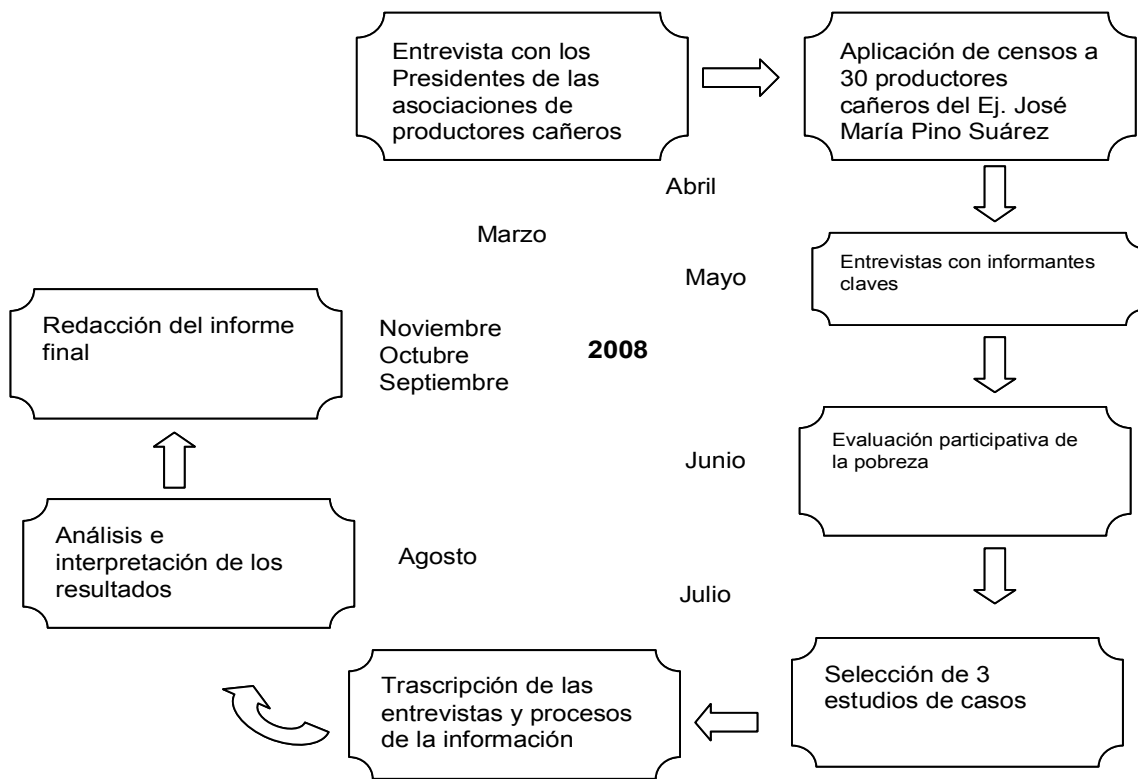 Entrevista con los
Presidentes de las
asociaciones de
productores cañeros
Aplicación de censos a
30 productores
cañeros del Ej. José
María Pino Suárez
Abril
Marzo
Mayo
Entrevistas con informantes
claves
Redacción del informe
final
Noviembre
Octubre
Septiembre
2008
Junio
Evaluación participativa de
la pobreza
Análisis e
interpretación de los
resultados
Agosto
Julio
Trascripción de las
entrevistas y procesos
de la información
Selección de 3
estudios de casos